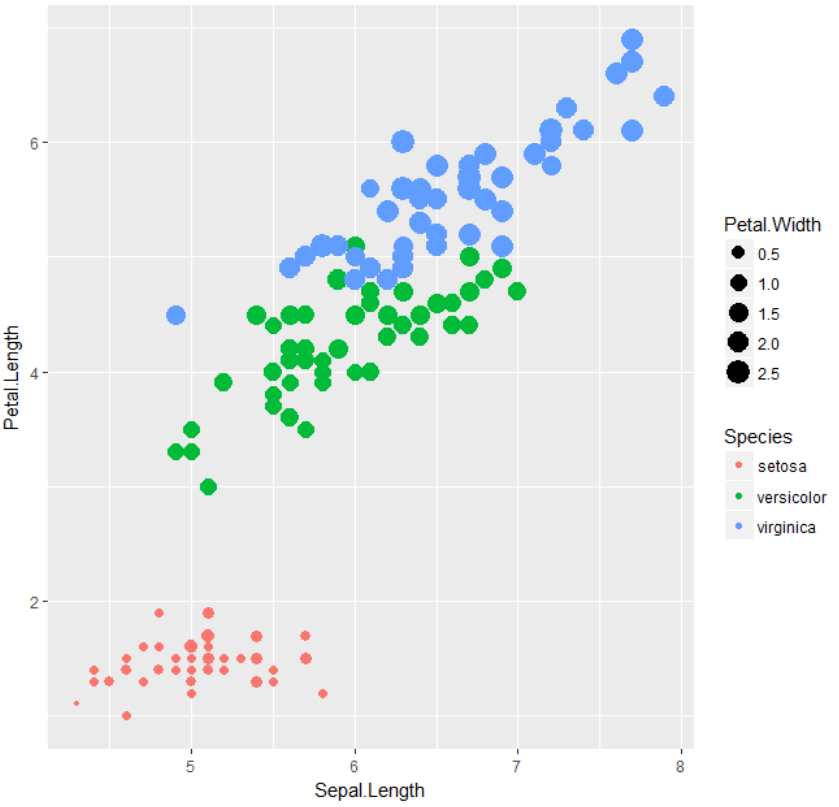 Petal.Length
6
4
2
5
6
7
8
Sepal.Length
Petal.Width
0.5
1.0
1.5
2.0
2.5
Species
setosa
versicolor
virginica